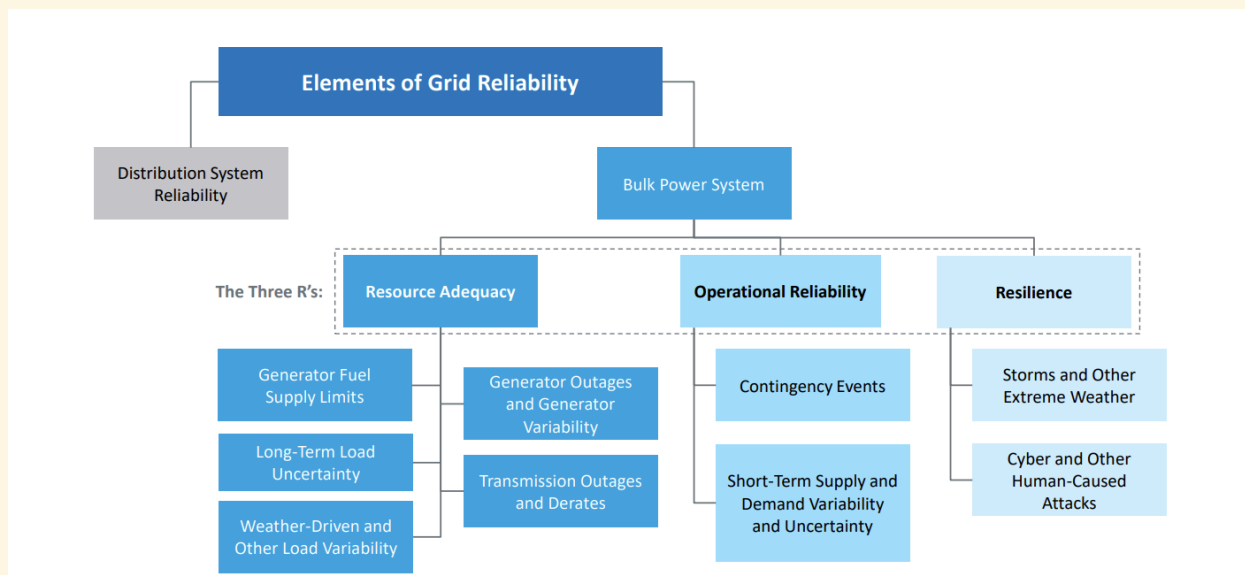 Elements of Grid Reliability
Distribution System
Reliability
Bulk Power System
The Three R's:
Resource Adequacy
Operational Reliability
Resilience
Generator Fuel
Supply Limits
Generator Outages
and Generator
Variability
Long-Term Load
Uncertainty
Transmission Outages
and Derates
Weather-Driven and
Other Load Variability
Contingency Events
Short-Term Supply and
Demand Variability
and Uncertainty
Storms and Other
Extreme Weather
Cyber and Other
Human-Caused
Attacks